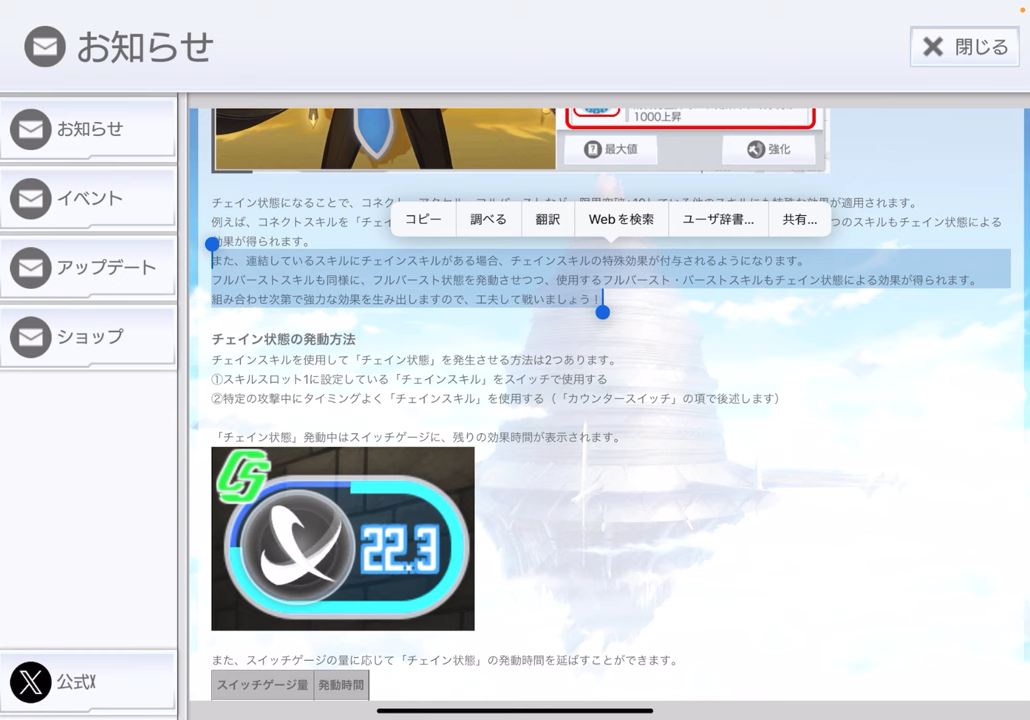 お知らせ
閉じる
お知らせ
イベント
アップデート
ショップ
公式X
1000上昇
最大値
強化
チェイン状態になることで、コネクト
が適用されます。
例えば、コネクトスキルを「チェイ
つのスキルもチェイン状態による
効果が得られます。
コピー
調べる
翻訳
Webを検索
ユーザ辞書...
共有...
また、連結しているスキルにチェインスキルがある場合、チェインスキルの特殊効果が付与されるようになります。
フルバーストスキルも同様に、フルバースト状態を発動させつつ、使用するフルバースト・バーストスキルもチェイン状態による効果が得られます。
組み合わせ次第で強力な効果を生み出しますので、工夫して戦いましょう！
チェイン状態の発動方法
チェインスキルを使用して「チェイン状態」を発生させる方法は2つあります。
①スキルスロット1に設定している「チェインスキル」をスイッチで使用する
②特定の攻撃中にタイミングよく「チェインスキル」を使用する（「カウンタースイッチ」の項で後述します）
「チェイン状態」発動中はスイッチゲージに、残りの効果時間が表示されます。
CS
22.3
また、スイッチゲージの量に応じて「チェイン状態」の発動時間を延ばすことができます。
スイッチゲージ量
発動時間